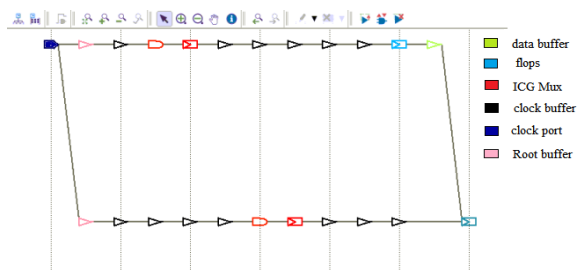 data buffer
flops
ICG Mux
clock buffer
clock port
Root buffer